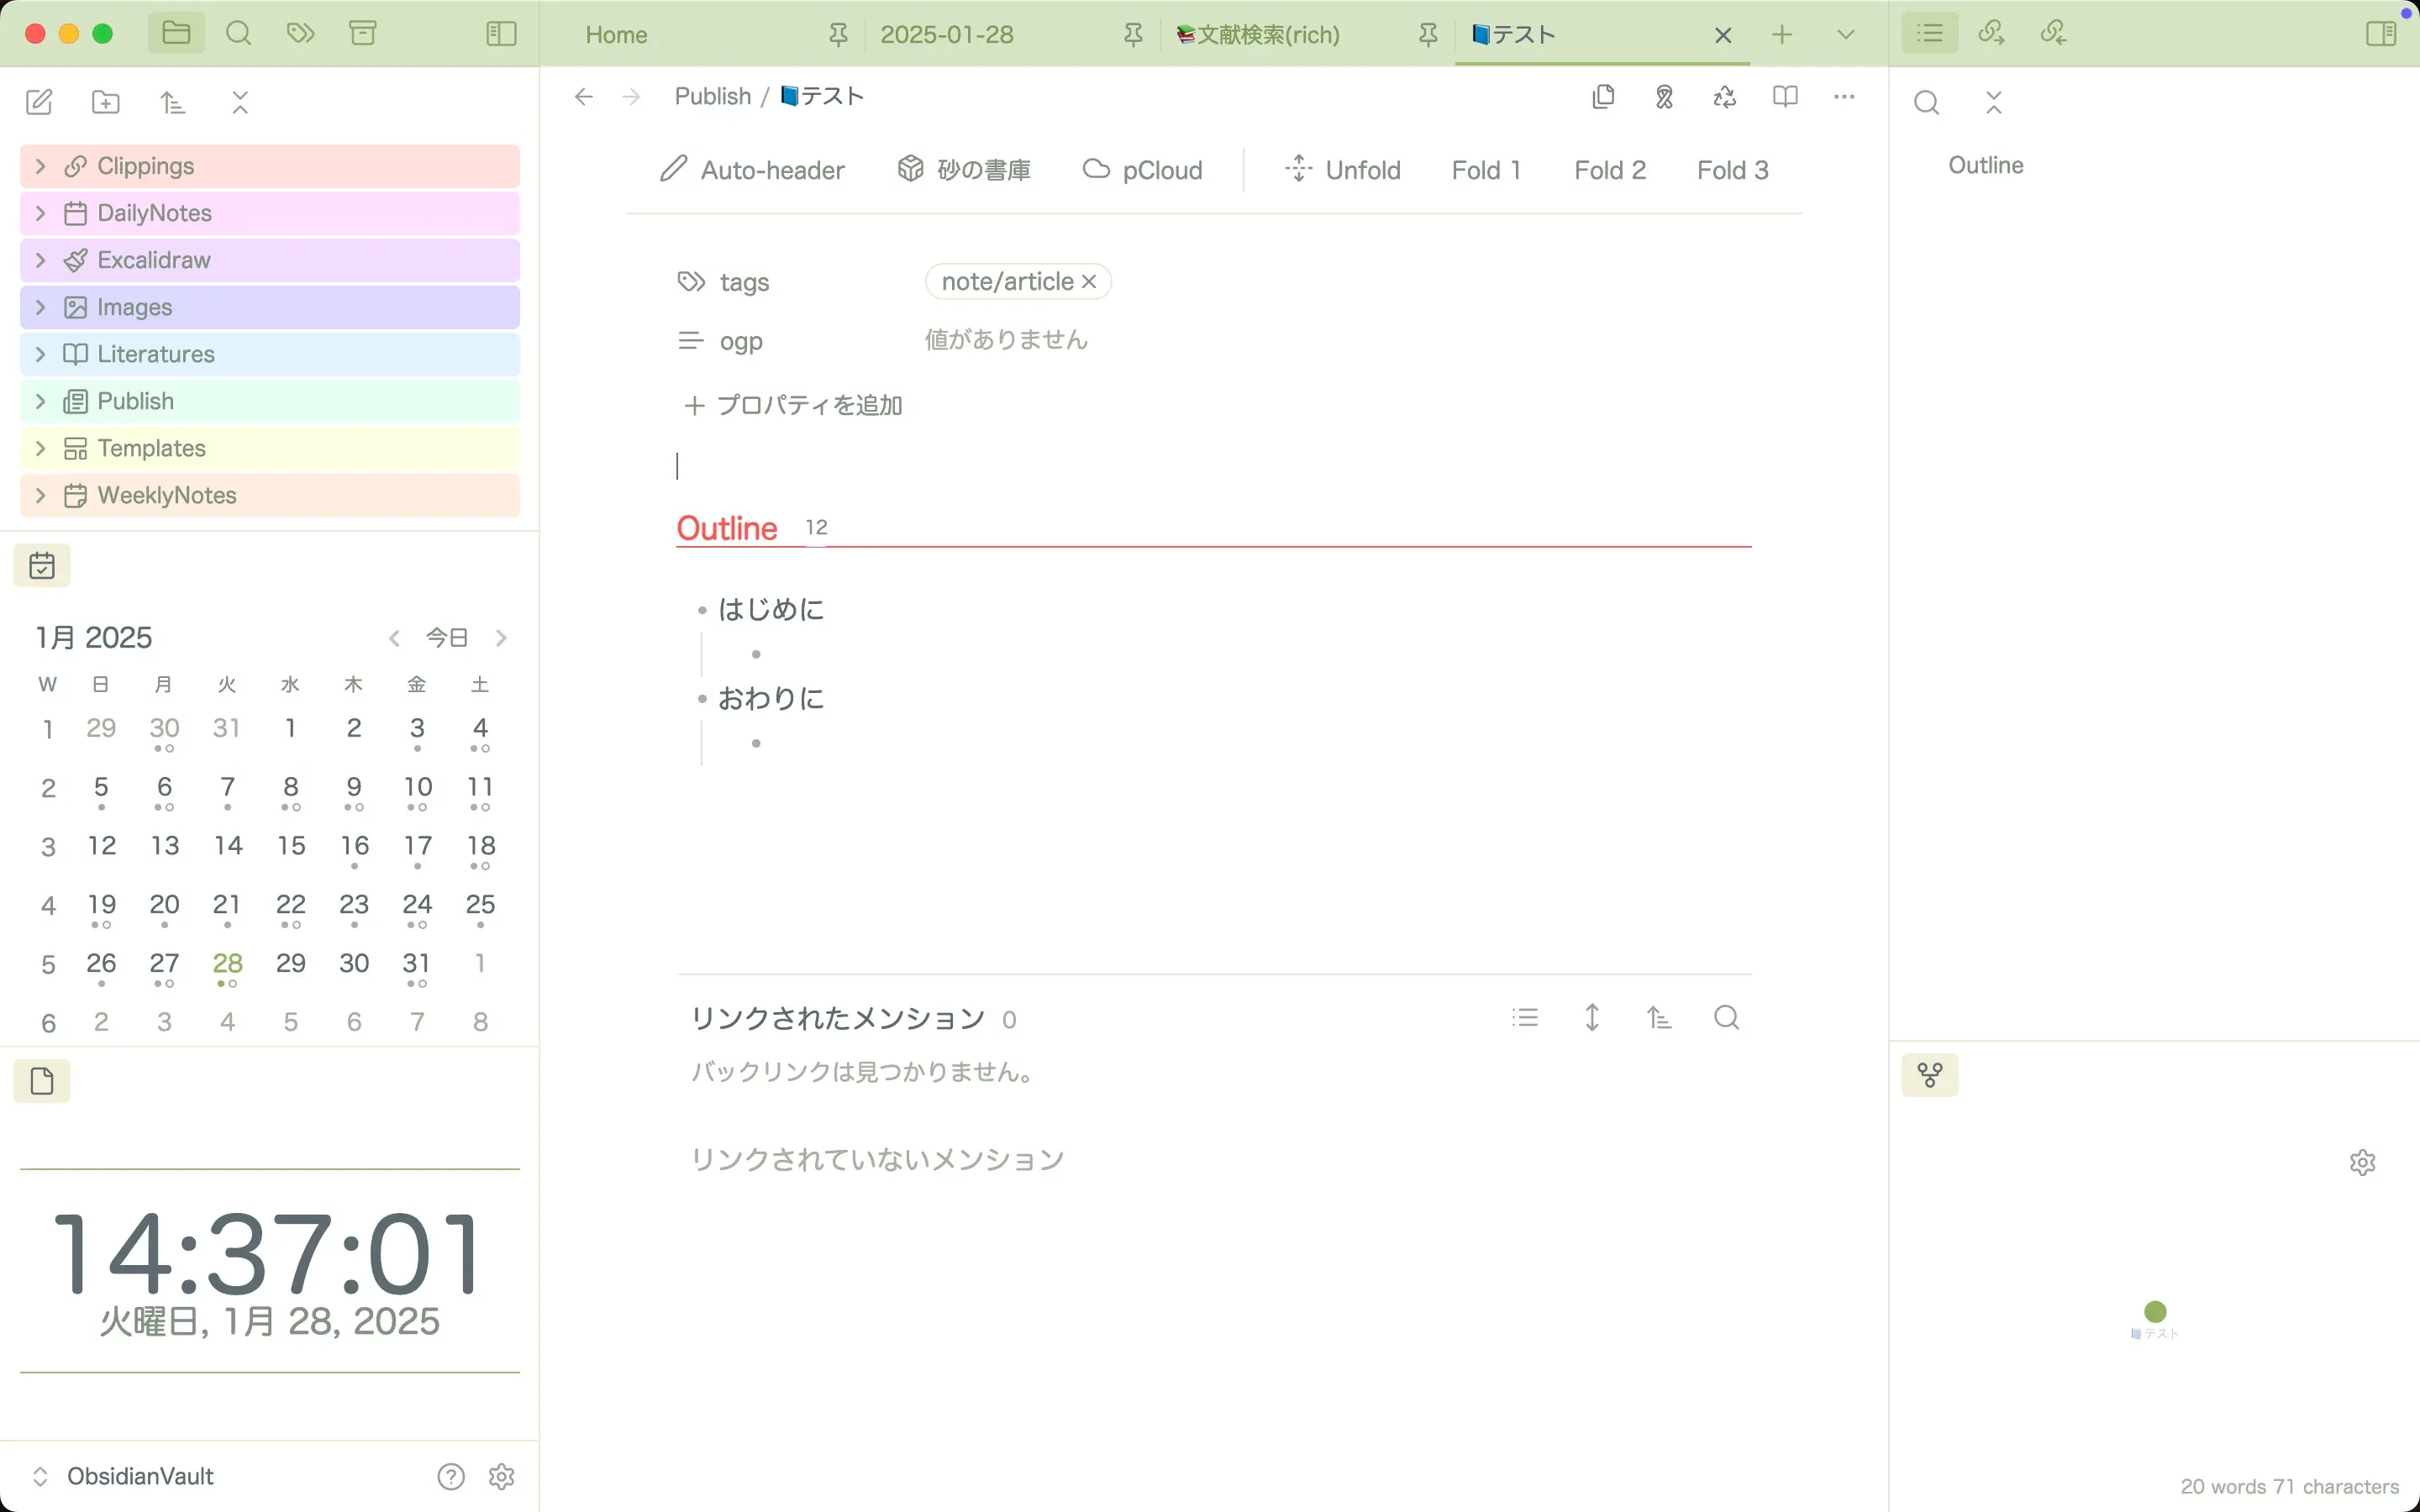 Home
2025-01-28
📚文献検索(rich)
📘テスト
Publish / 📘テスト
Auto-header
砂の書庫
pCloud
Unfold
Fold 1
Fold 2
Fold 3
Clippings
DailyNotes
Excalidraw
Images
Literatures
Publish
Templates
WeeklyNotes
1月 2025
今日
W 日 月 火 水 木 金 土
1 29 30 31 1 2 3 4
2 5 6 7 8 9 10 11
3 12 13 14 15 16 17 18
4 19 20 21 22 23 24 25
5 26 27 28 29 30 31 1
6 2 3 4 5 6 7 8
14:37:01
火曜日, 1月 28, 2025
ObsidianVault
tags note/article
ogp 値がありません
プロパティを追加
Outline 12
はじめに
おわりに
リンクされたメンション 0
バックリンクは見つかりません。
リンクされていないメンション
Outline
📘テスト
20 words 71 characters